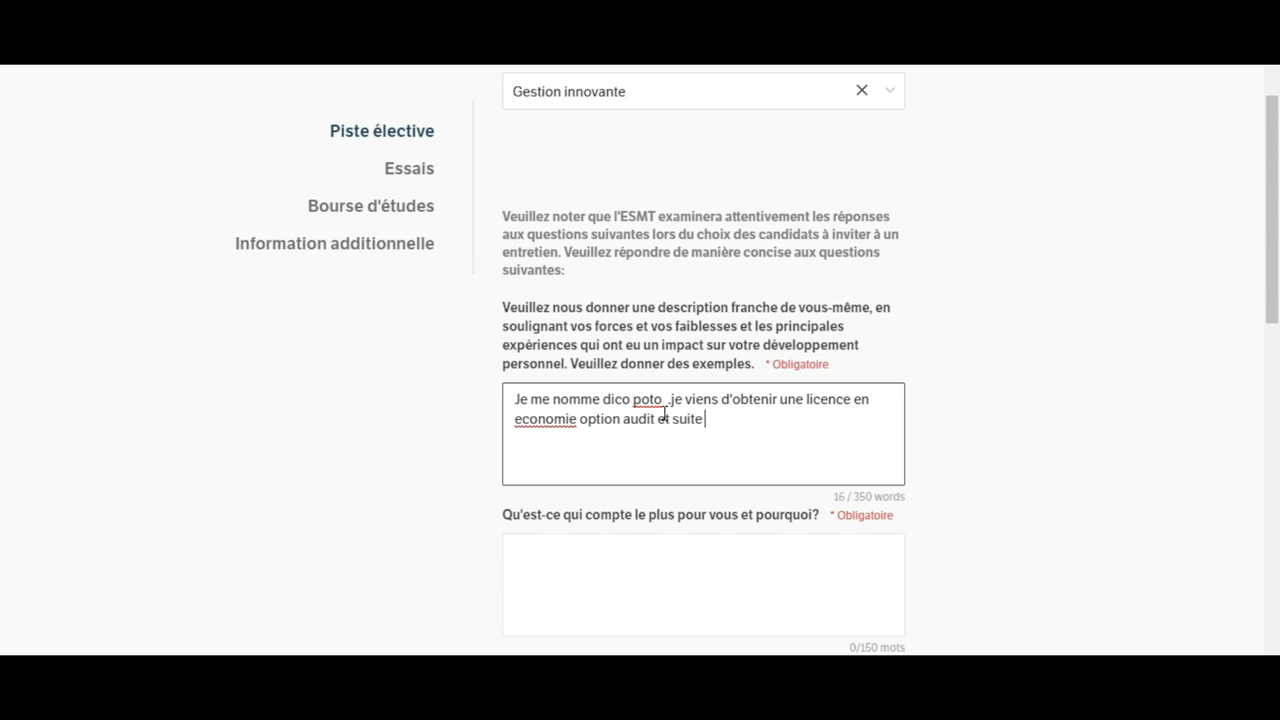 Gestion innovante
Piste élective
Essais
Bourse d'études
Information additionnelle
Veuillez noter que l'ESMT examinera attentivement les réponses
aux questions suivantes lors du choix des candidats à inviter à un
entretien. Veuillez répondre de manière concise aux questions
suivantes:
Veuillez nous donner une description franche de vous-même, en
soulignant vos forces et vos faiblesses et les principales
expériences qui ont eu un impact sur votre développement
personnel. Veuillez donner des exemples. * Obligatoire
Je me nomme dico poto .je viens d'obtenir une licence en
economie option audit et suite
16 / 350 words
Qu'est-ce qui compte le plus pour vous et pourquoi? * Obligatoire
0/150 mots